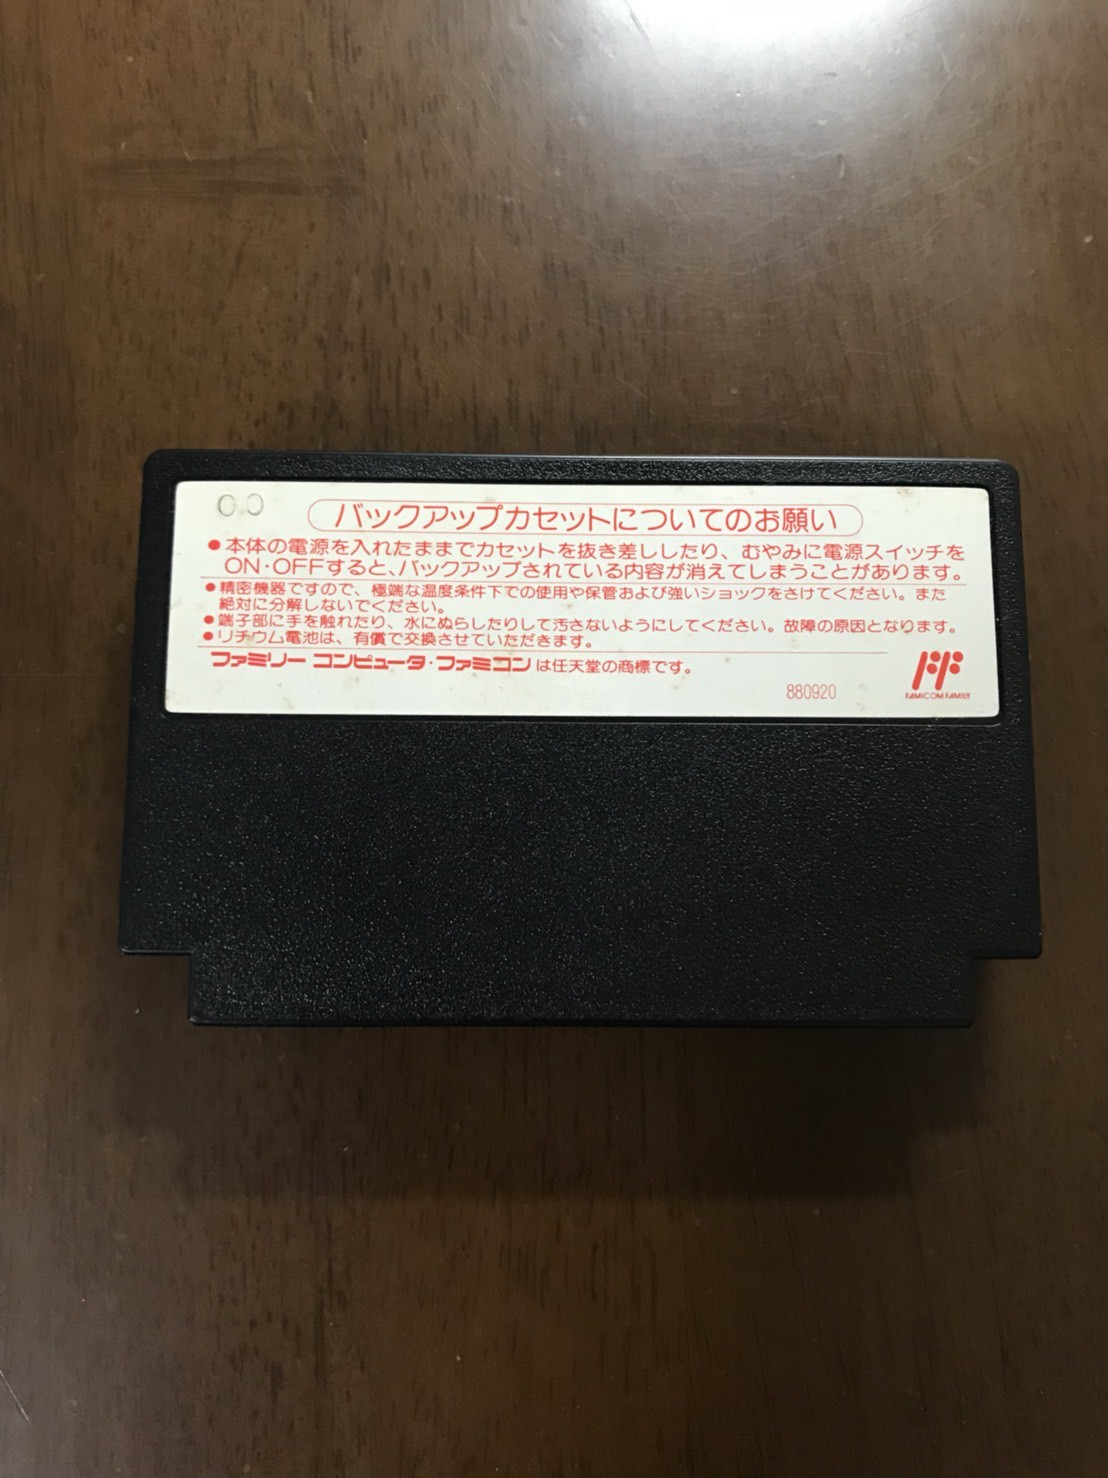 00
バックアップカセットについてのお願い
●本体の電源を入れたままでカセットを抜き差ししたり、むやみに電源スイッチを
ON・OFFすると、バックアップされている内容が消えてしまうことがあります。
●精密機器ですので、極端な温度条件下での使用や保管および強いショックをさけてください。また
絶対に分解しないでください。
●端子部に手を触れたり、水にぬらしたりして汚さないようにしてください。故障の原因となります。
●リチウム電池は、有償で交換させていただきます。
ファミリーコンピュータ・ファミコンは任天堂の商標です。
880920
FAMICOM FAMILY